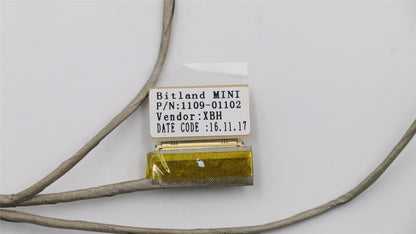 Bitland MINI
P/N:1109-01102
Vendor:XBH
DATE CODE :16.11.17